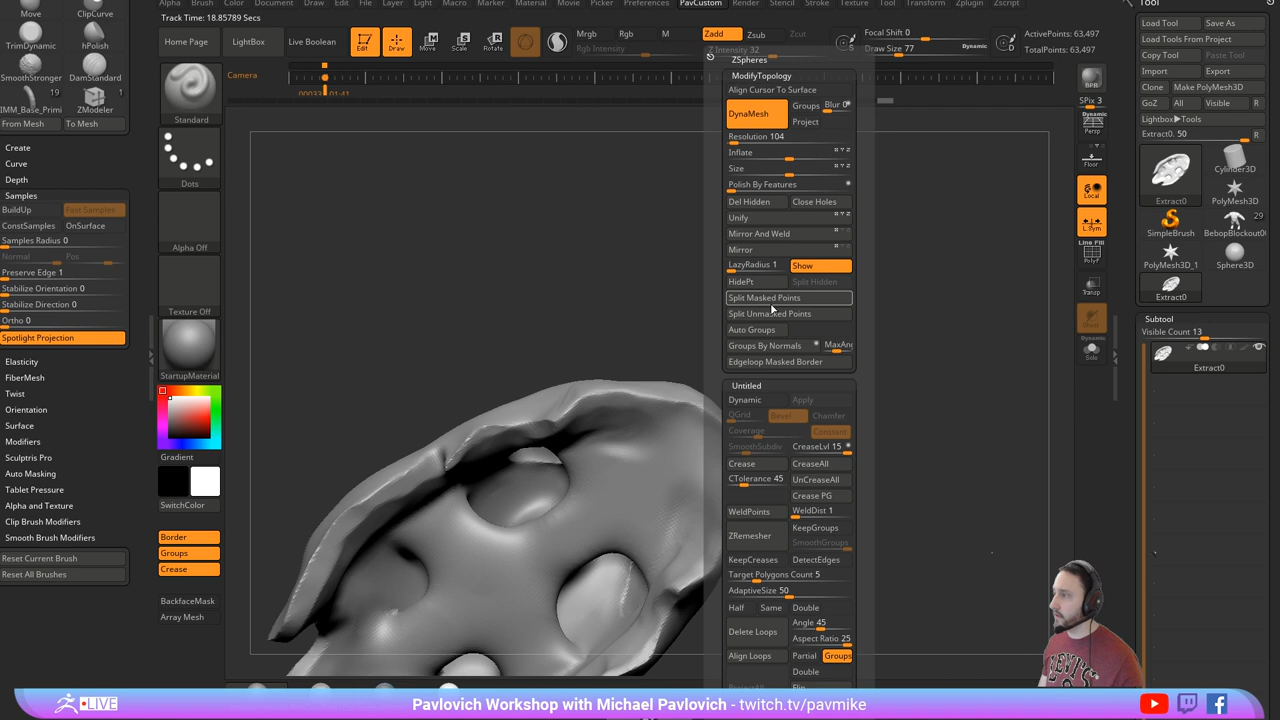 Alpha Brush Color Document Draw Edit File Layer Light Macro Marker Material Movie Picker Preferences PavCustom Render Stencil Stroke Texture Tool Transform Zplugin Zscript
Track Time: 18.85789 Secs
Tool
Move
ClipCurve
TrimDynamic
hPolish
SmoothStronger
DamStandard
19
1
IMM_Base_Primi
ZModeler
From Mesh
To Mesh
Create
Curve
Depth
Samples
BuildUp
Fast Samples
ConstSamples
OnSurface
Samples Radius 0
Normal
Pos
Preserve Edge 1
Stabilize Orientation 0
Stabilize Direction 0
Ortho 0
Spotlight Projection
Elasticity
FiberMesh
Twist
Orientation
Surface
Modifiers
Sculptris Pro
Auto Masking
Tablet Pressure
Alpha and Texture
Clip Brush Modifiers
Smooth Brush Modifiers
Reset Current Brush
Reset All Brushes
Home Page
LightBox
Live Boolean
Edit
Draw
Move
Scale
Rotate
Mrgb
Rgb
M
Rgb Intensity
Zadd
Zsub
Zcut
Z Intensity 32
Focal Shift 0
Draw Size 77
Dynamic
S
D
ActivePoints: 63,497
TotalPoints: 63,497
Camera
Standard
Dots
Alpha Off
Texture Off
StartupMaterial
Gradient
SwitchColor
Border
Groups
Crease
BackfaceMask
Array Mesh
ZSpheres
ModifyTopology
Align Cursor To Surface
DynaMesh
Groups
Blur 0
Project
Resolution 104
Inflate
Size
Polish By Features
Del Hidden
Close Holes
Unify
Mirror And Weld
Mirror
LazyRadius 1
Show
HidePt
Split Hidden
Split Masked Points
Split Unmasked Points
Auto Groups
Groups By Normals
MaxAn
Edgeloop Masked Border
Untitled
Dynamic
Apply
QGrid
Bevel
Chamfer
Coverage
Constant
SmoothSubdiv
CreaseLvl 15
Crease
CreaseAll
CTolerance 45
UnCreaseAll
Crease PG
WeldPoints
WeldDist 1
ZRemesher
KeepGroups
SmoothGroups
KeepCreases
DetectEdges
Target Polygons Count 5
AdaptiveSize 50
Half
Same
Double
Delete Loops
Angle 45
Aspect Ratio 25
Align Loops
Partial
Groups
Double
BPR
SPix 3
Dynamic
Persp
Floor
Local
L.Sym
Line Fill
PolyF
Transp
Ghost
Dynamic
Solo
Load Tool
Save As
Load Tools From Project
Copy Tool
Paste Tool
Import
Export
Clone
Make PolyMesh3D
GoZ
All
Visible
R
Lightbox▶Tools
Extract0. 50
R
Extract0
Cylinder3D
PolyMesh3D
SimpleBrush
BebopBlockout0
29
PolyMesh3D_1
Sphere3D
Extract0
Subtool
Visible Count 13
Extract0
LIVE
Pavlovich Workshop with Michael Pavlovich - twitch.tv/pavmike